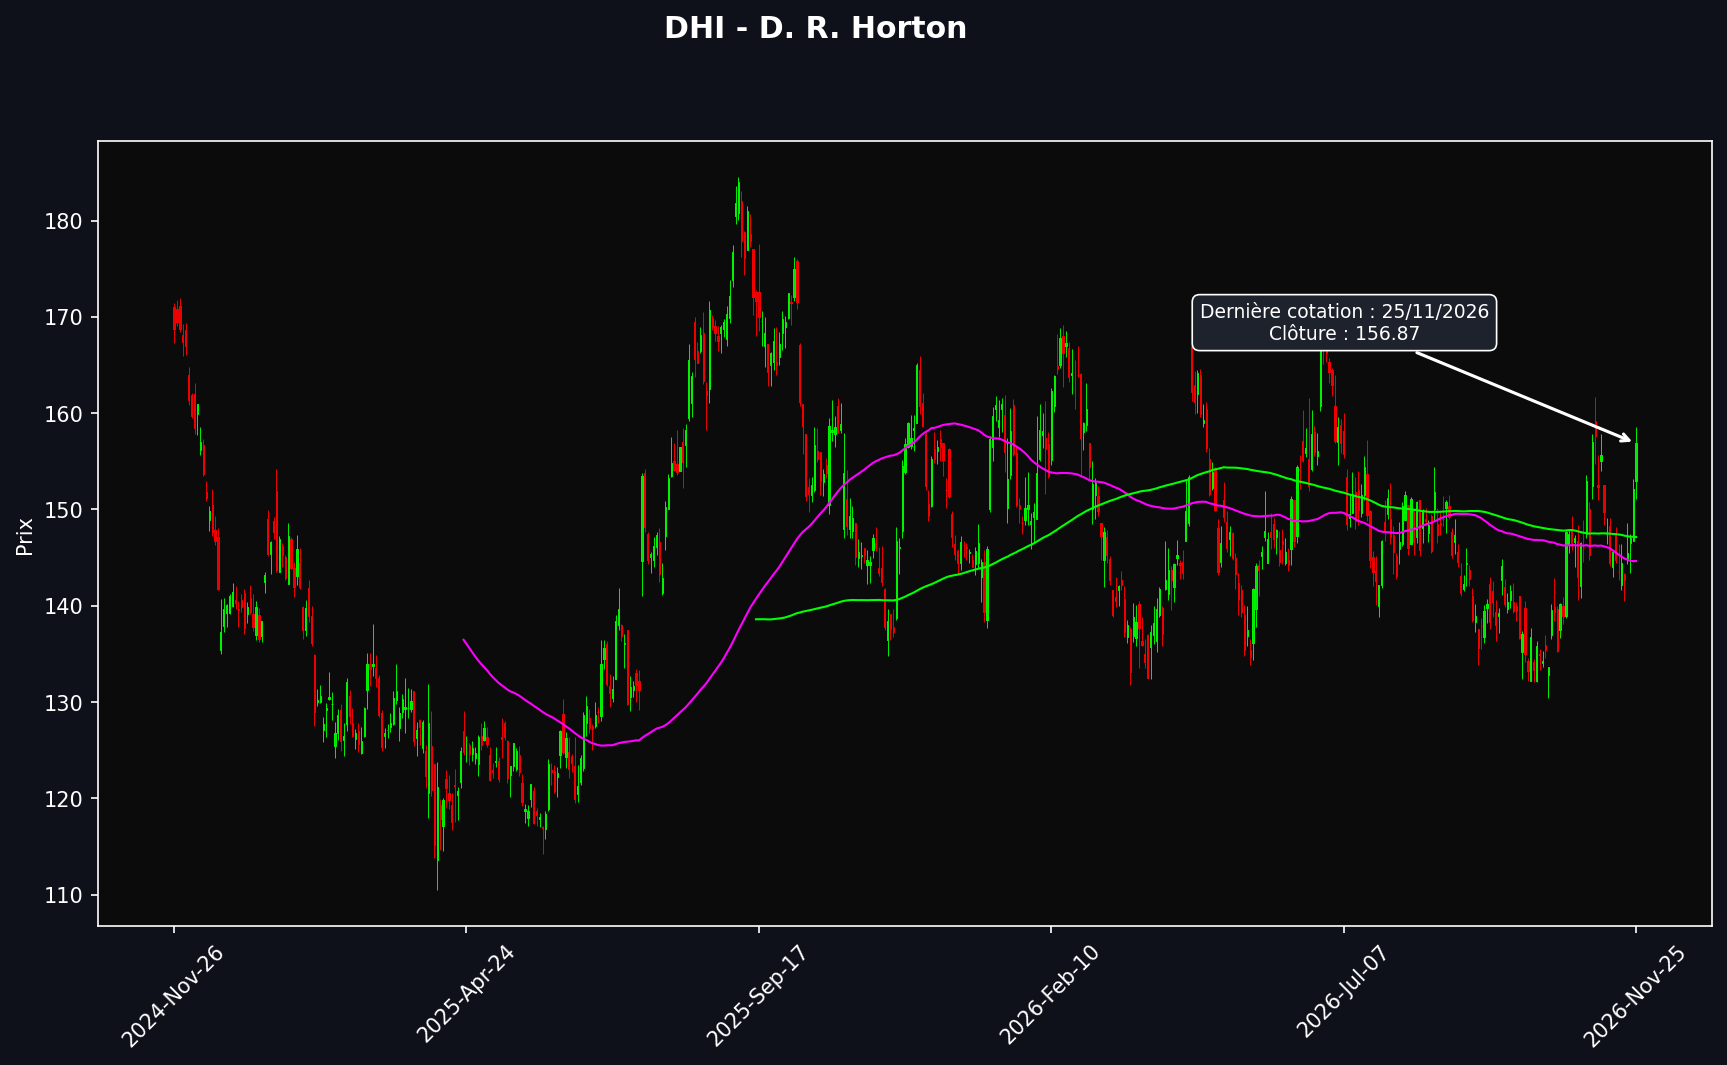 DHI - D. R. Horton
Prix
180
170
160
150
140
130
120
110
Dernière cotation : 25/11/2026
Clôture : 156.87
2024-Nov-26
2025-Apr-24
2025-Sep-17
2026-Feb-10
2026-Jul-07
2026-Nov-25